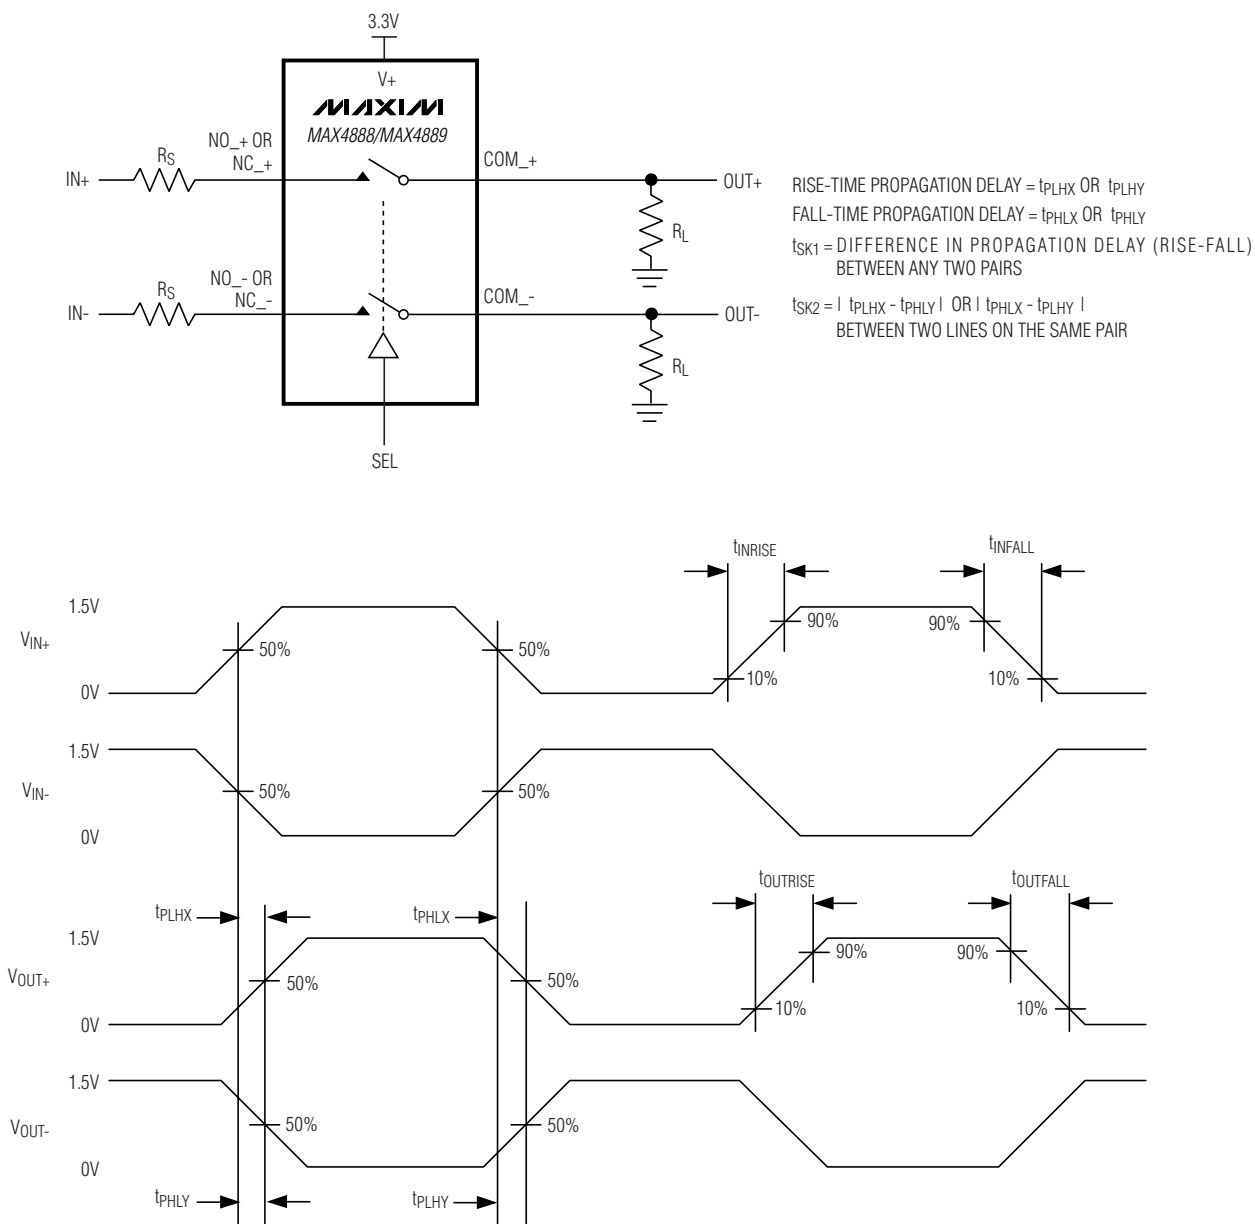 3.3V
V+
MAXIM
MAX4888/MAX4889
NO_+ OR
NC_+
RS
IN+
COM_+
OUT+
RL
NO_- OR
NC_-
RS
IN-
COM_-
OUT-
RL
SEL
RISE-TIME PROPAGATION DELAY = tPLHX OR tPLHY
FALL-TIME PROPAGATION DELAY = tPHLX OR tPHLY
tSK1 = DIFFERENCE IN PROPAGATION DELAY (RISE-FALL)
BETWEEN ANY TWO PAIRS
tSK2 = | tPLHX - tPHLY | OR | tPHLX - tPLHY |
BETWEEN TWO LINES ON THE SAME PAIR
tINRISE
tINFALL
1.5V
VIN+
0V
50%
50%
90%
10%
90%
10%
1.5V
VIN-
0V
50%
50%
tPLHX
tPHLX
tOUTRISE
tOUTFALL
1.5V
VOUT+
0V
50%
50%
90%
10%
90%
10%
1.5V
VOUT-
0V
50%
50%
tPHLY
tPLHY